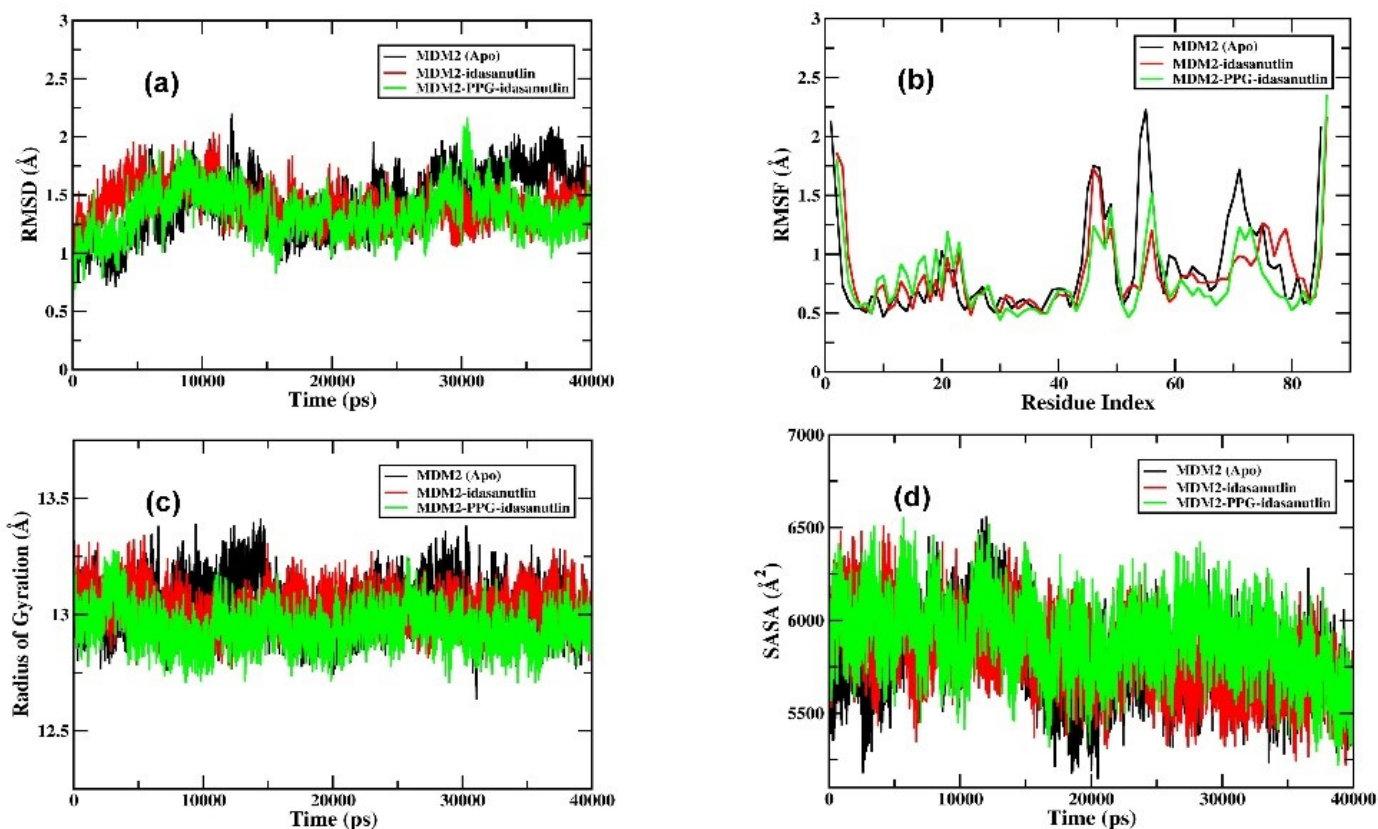 3
2.5
2
1.5
1
0.5
0
RMSD (Å)
(a)
MDM2 (Apo)
MDM2-idasanutlin
MDM2-PPG-idasanutlin
0 10000 20000 30000 40000
Time (ps)
3
2.5
2
1.5
1
0.5
0
RMSF (Å)
(b)
MDM2 (Apo)
MDM2-idasanutlin
MDM2-PPG-idasanutlin
0 20 40 60 80
Residue Index
13.5
13
12.5
Radius of Gyration (Å)
(c)
MDM2 (Apo)
MDM2-idasanutlin
MDM2-PPG-idasanutlin
0 10000 20000 30000 40000
Time (ps)
7000
6500
6000
5500
SASA (Å²)
(d)
MDM2 (Apo)
MDM2-idasanutlin
MDM2-PPG-idasanutlin
0 10000 20000 30000 40000
Time (ps)